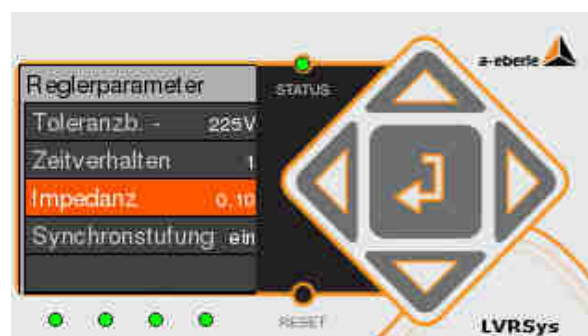 a-eberle
Reglerparameter
STATUS
Toleranzb. - 225V
Zeitverhalten 1
Impedanz 0,10
Synchronstufung ein
RESET
LVRSys